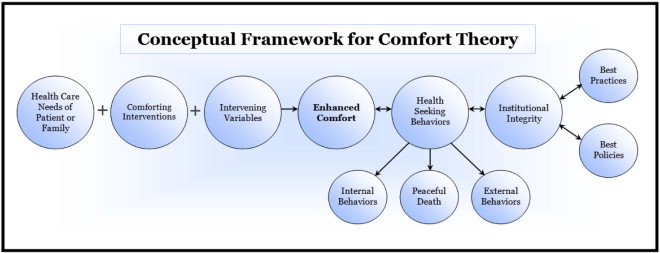 Conceptual Framework for Comfort Theory
Health Care
Needs of
Patient or
Family
+
Comforting
Interventions
+
Intervening
Variables
Enhanced
Comfort
Health
Seeking
Behaviors
Institutional
Integrity
Best
Practices
Best
Policies
Internal
Behaviors
Peaceful
Death
External
Behaviors